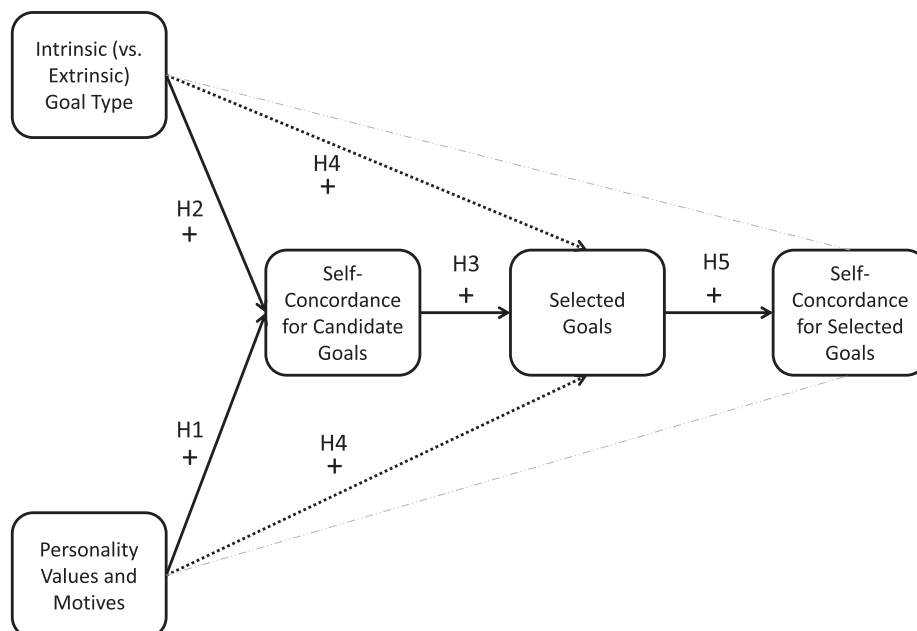 Intrinsic (vs.
Extrinsic)
Goal Type
H4
+
H2
+
H3
+
H5
+
Self-
Concordance
for Candidate
Goals
Selected
Goals
Self-
Concordance
for Selected
Goals
H1
+
H4
+
Personality
Values and
Motives